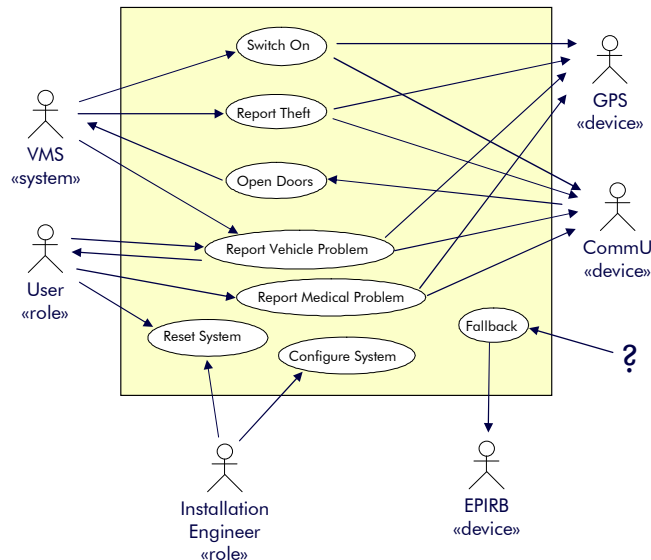 Switch On
GPS
«device»
Report Theft
VMS
«system»
Open Doors
CommU
«device»
Report Vehicle Problem
User
«role»
Report Medical Problem
Reset System
Configure System
Fallback
?
Installation
Engineer
«role»
EPIRB
«device»